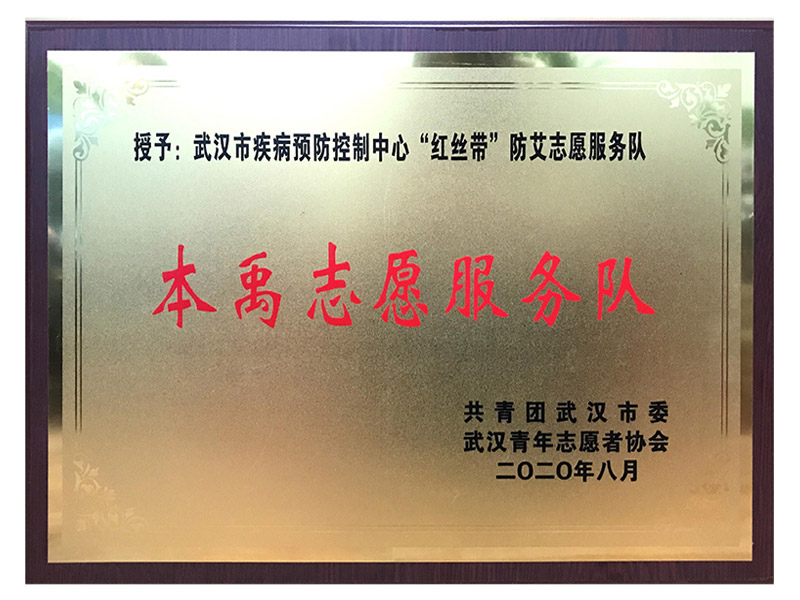 授予：武汉市疾病预防控制中心“红丝带”防艾志愿服务队
本禹志愿服务队
共青团武汉市委
武汉青年志愿者协会
二〇二〇年八月